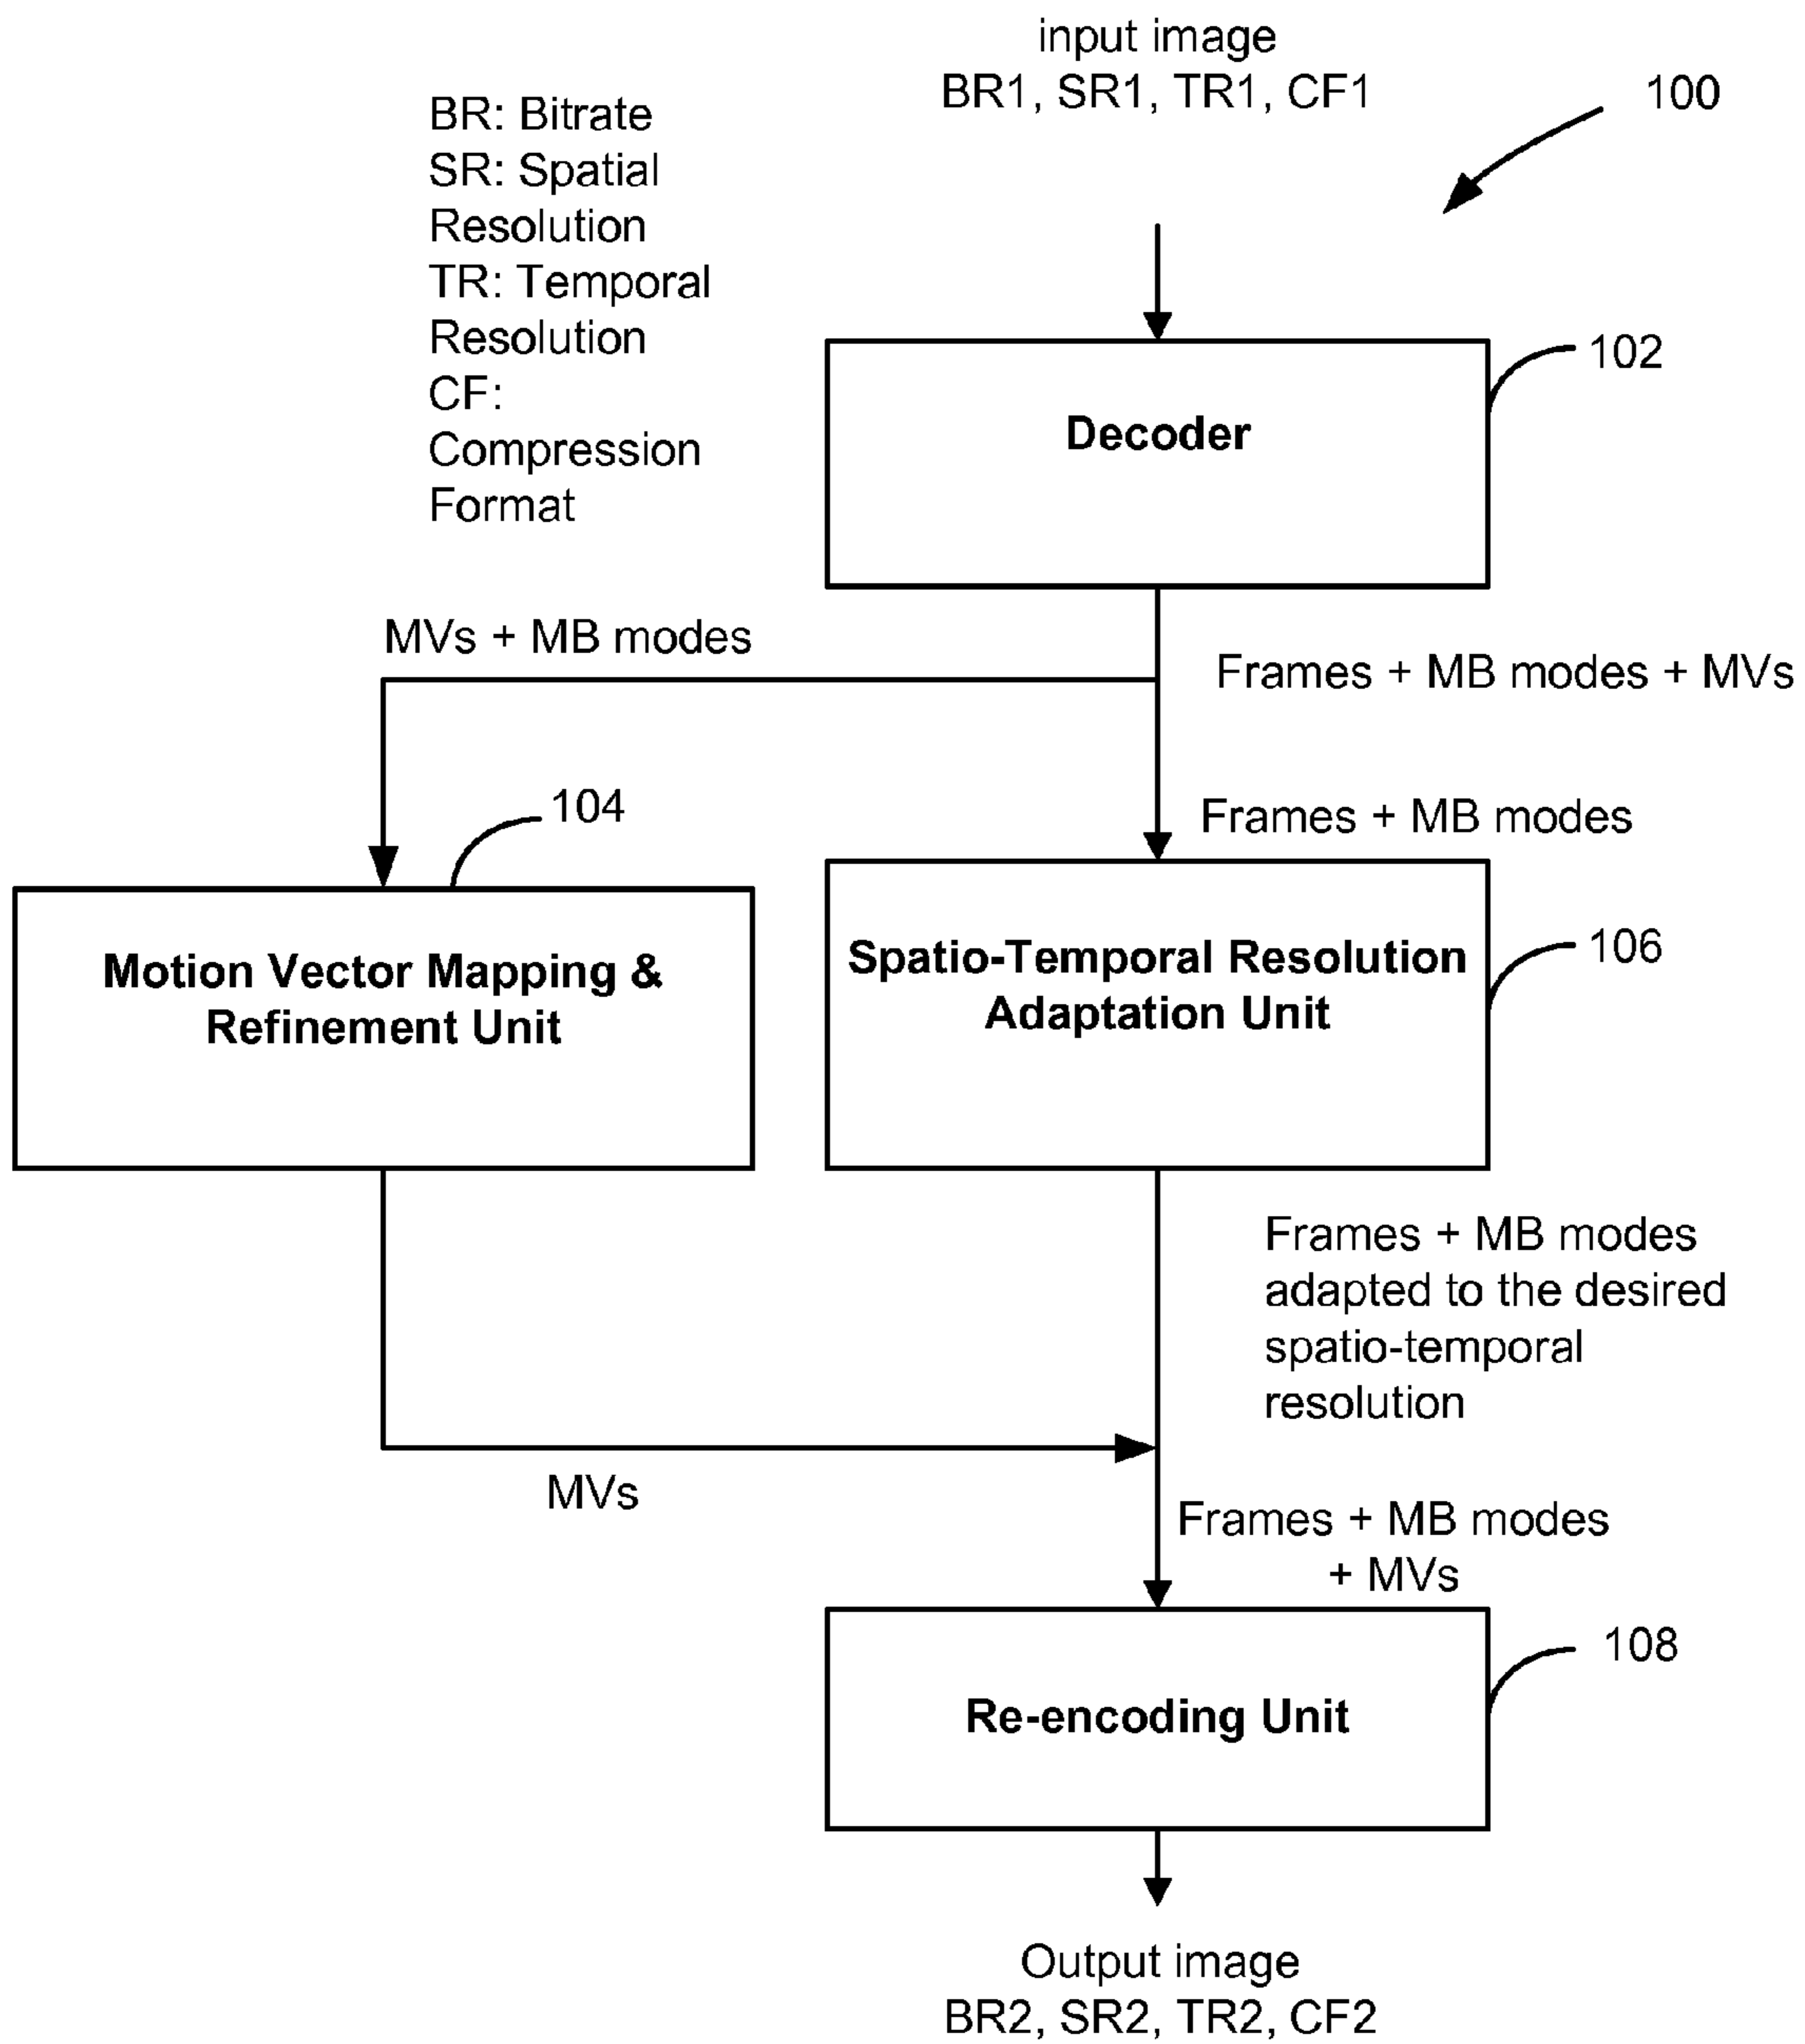 input image
BR1, SR1, TR1, CF1
100
BR: Bitrate
SR: Spatial
Resolution
TR: Temporal
Resolution
CF:
Compression
Format
102
Decoder
MVs + MB modes
Frames + MB modes + MVs
104
Frames + MB modes
Motion Vector Mapping &
Refinement Unit
Spatio-Temporal Resolution
Adaptation Unit
106
Frames + MB modes
adapted to the desired
spatio-temporal
resolution
MVs
Frames + MB modes
+ MVs
108
Re-encoding Unit
Output image
BR2, SR2, TR2, CF2